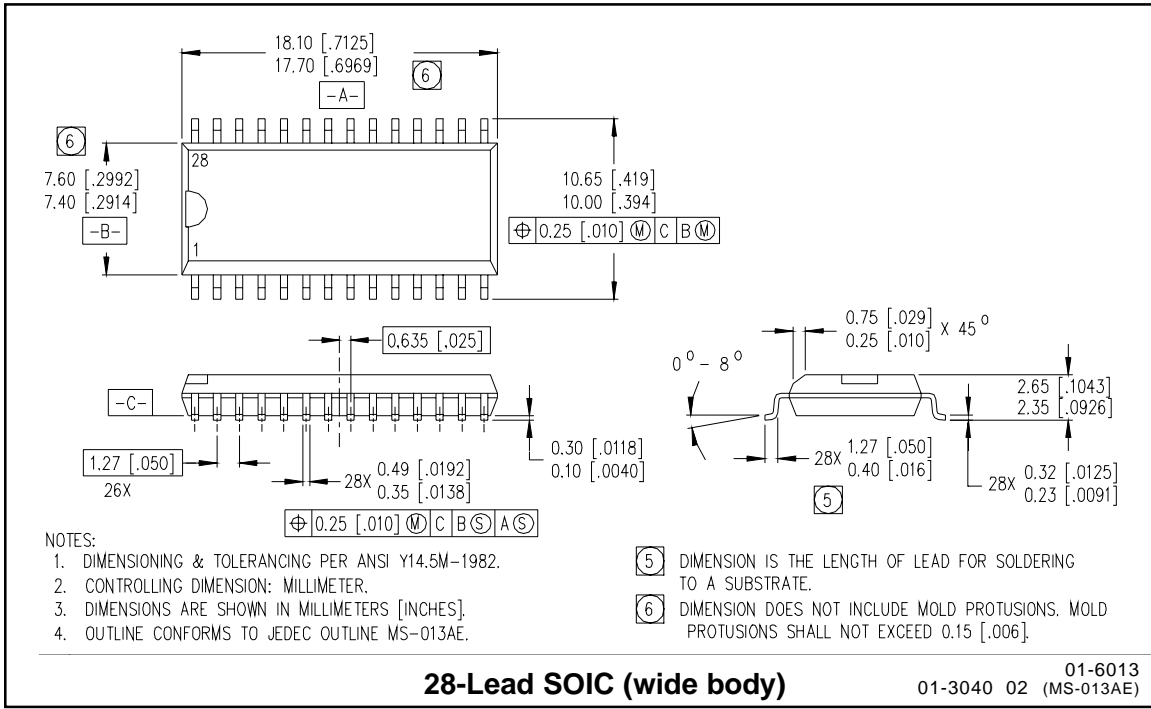 18.10 [.7125]
17.70 [.6969]
6
-A-
6
28
7.60 [.2992]
7.40 [.2914]
-B-
1
10.65 [.419]
10.00 [.394]
⌖ 0.25 [.010] Ⓜ C B Ⓜ
0.635 [.025]
-C-
1.27 [.050]
26X
28X 0.49 [.0192]
0.35 [.0138]
⌖ 0.25 [.010] Ⓜ C B Ⓢ A Ⓢ
0.30 [.0118]
0.10 [.0040]
0.75 [.029]
0.25 [.010]
X 45°
0° – 8°
2.65 [.1043]
2.35 [.0926]
28X 1.27 [.050]
0.40 [.016]
5
28X 0.32 [.0125]
0.23 [.0091]
NOTES:
1. DIMENSIONING & TOLERANCING PER ANSI Y14.5M-1982.
2. CONTROLLING DIMENSION: MILLIMETER.
3. DIMENSIONS ARE SHOWN IN MILLIMETERS [INCHES].
4. OUTLINE CONFORMS TO JEDEC OUTLINE MS-013AE.
5 DIMENSION IS THE LENGTH OF LEAD FOR SOLDERING
TO A SUBSTRATE.
6 DIMENSION DOES NOT INCLUDE MOLD PROTUSIONS. MOLD
PROTUSIONS SHALL NOT EXCEED 0.15 [.006].
28-Lead SOIC (wide body)
01-6013
01-3040 02 (MS-013AE)